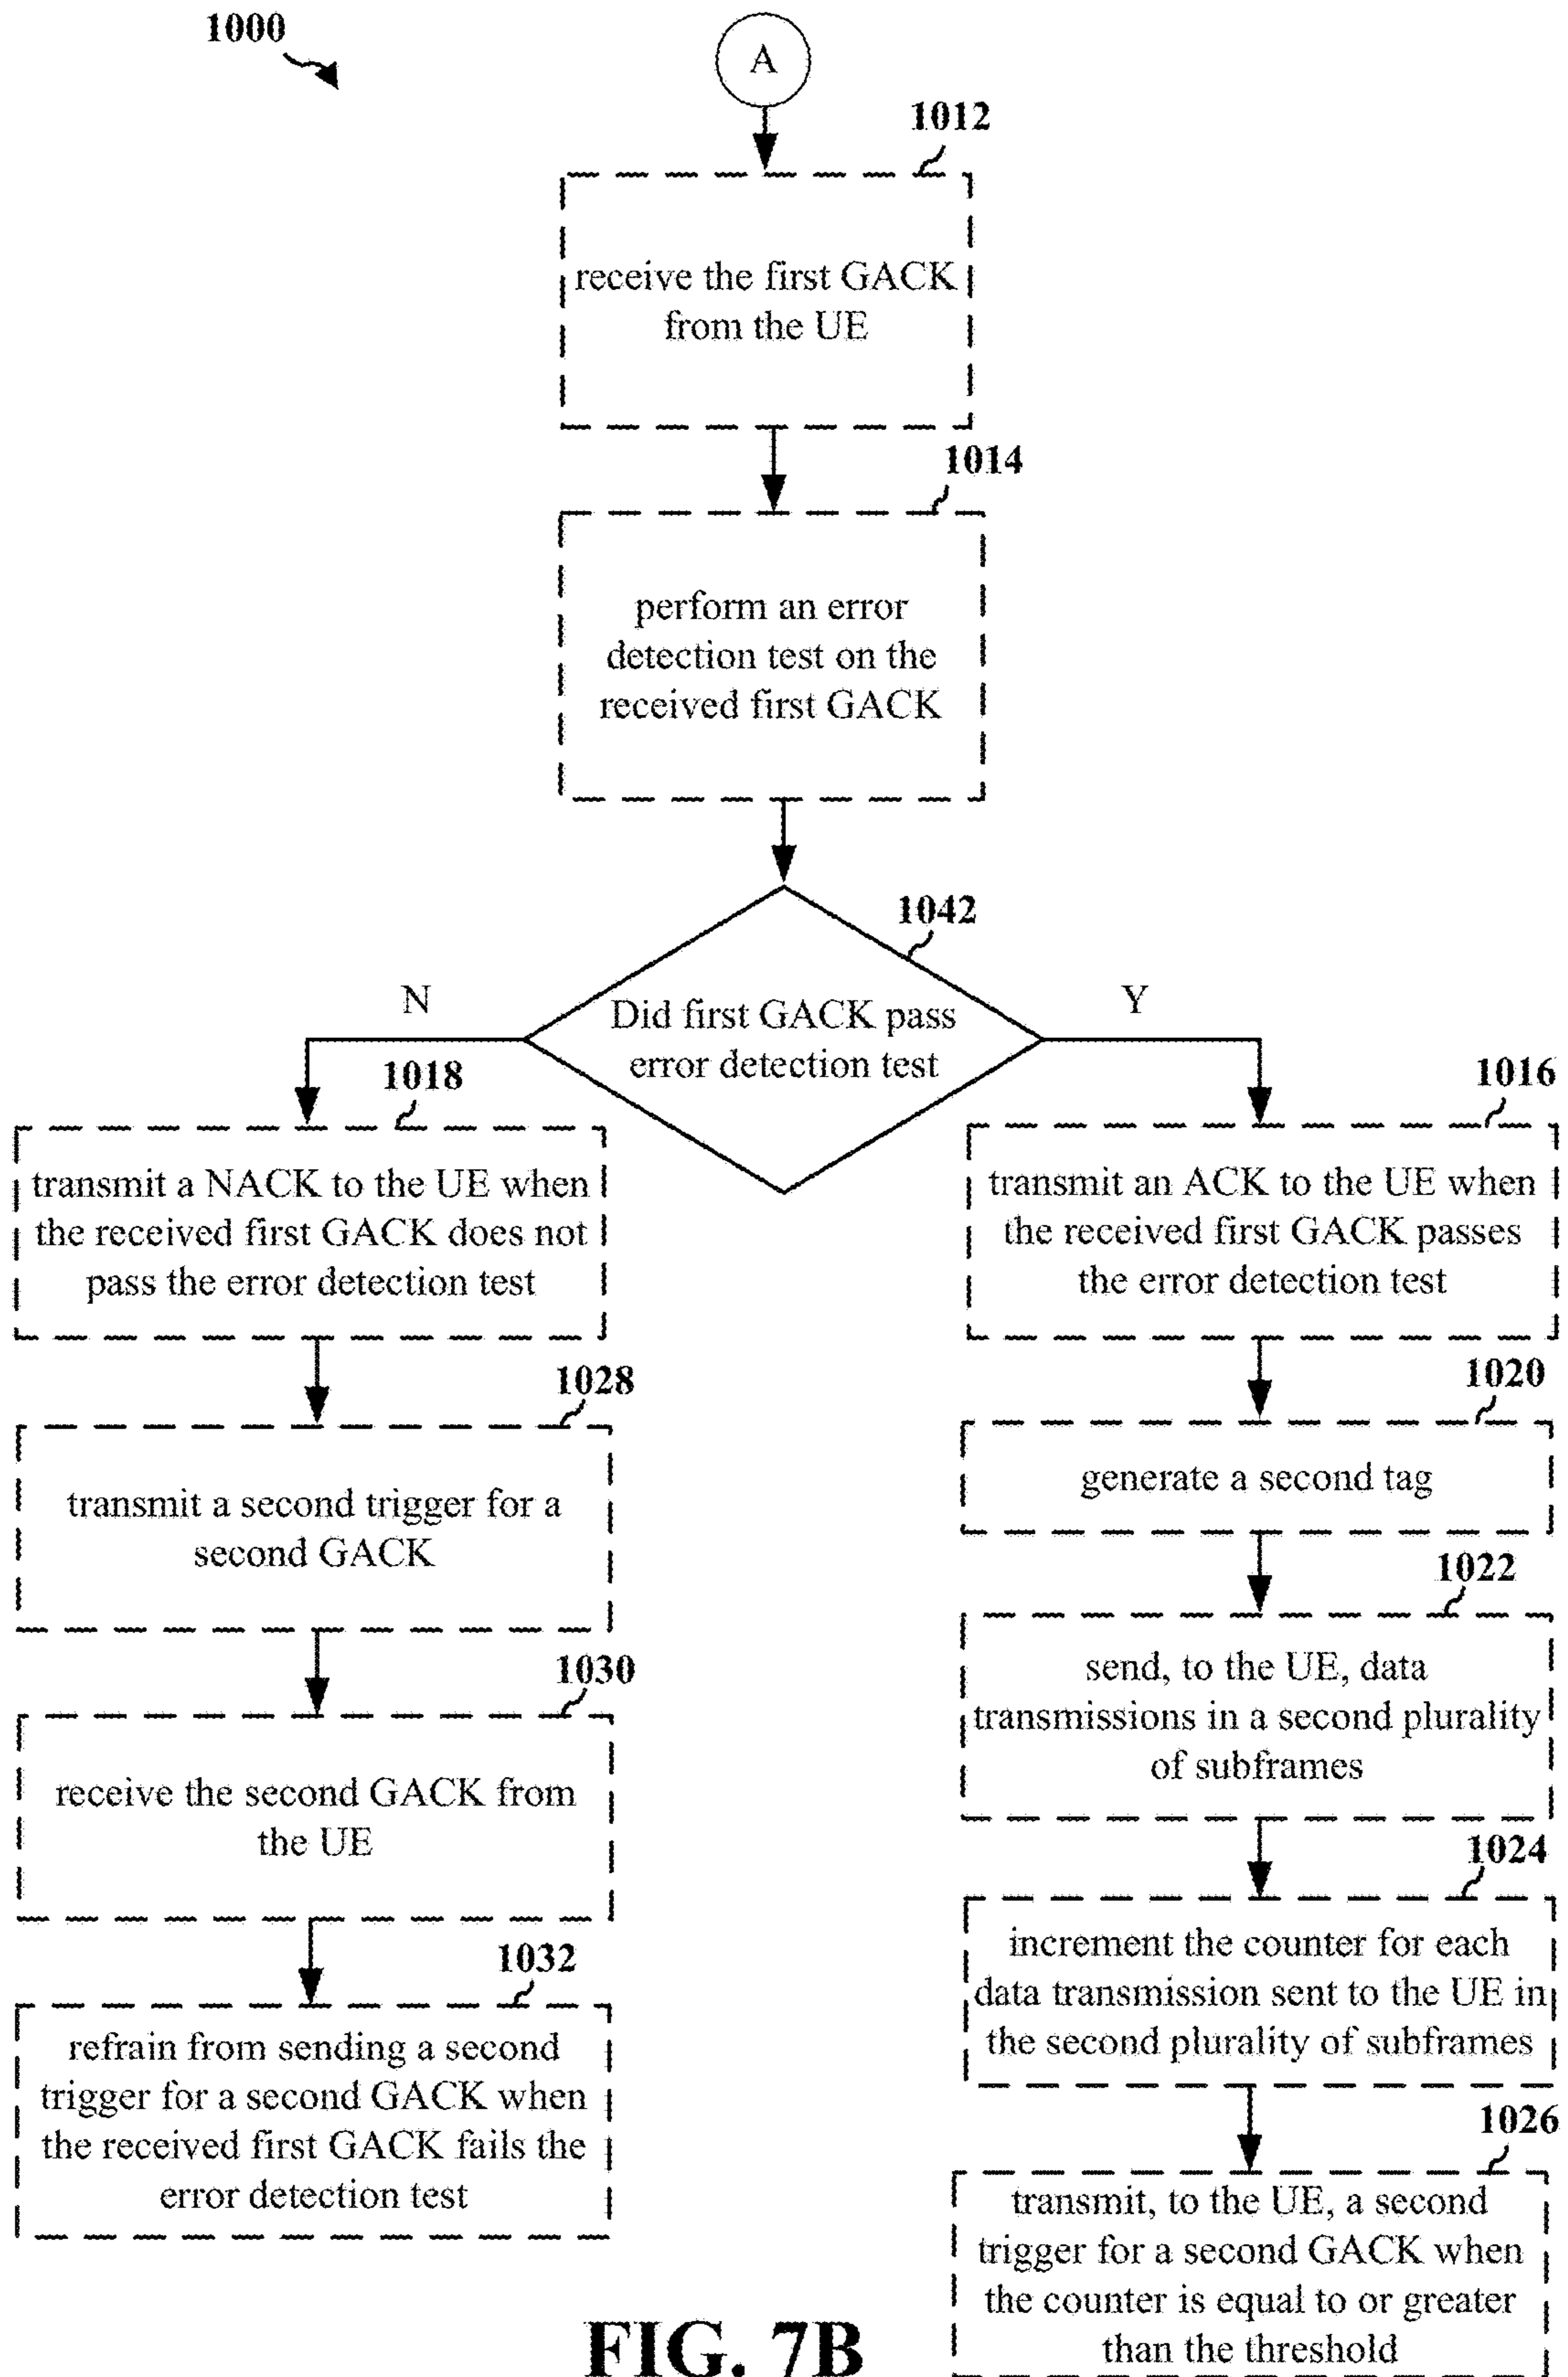 1000
A
1012
receive the first GACK
from the UE
1014
perform an error
detection test on the
received first GACK
1042
Did first GACK pass
error detection test
N
Y
1018
transmit a NACK to the UE when
the received first GACK does not
pass the error detection test
1028
transmit a second trigger for a
second GACK
1030
receive the second GACK from
the UE
1032
refrain from sending a second
trigger for a second GACK when
the received first GACK fails the
error detection test
1016
transmit an ACK to the UE when
the received first GACK passes
the error detection test
1020
generate a second tag
1022
send, to the UE, data
transmissions in a second plurality
of subframes
1024
increment the counter for each
data transmission sent to the UE in
the second plurality of subframes
1026
transmit, to the UE, a second
trigger for a second GACK when
the counter is equal to or greater
than the threshold
FIG. 7B